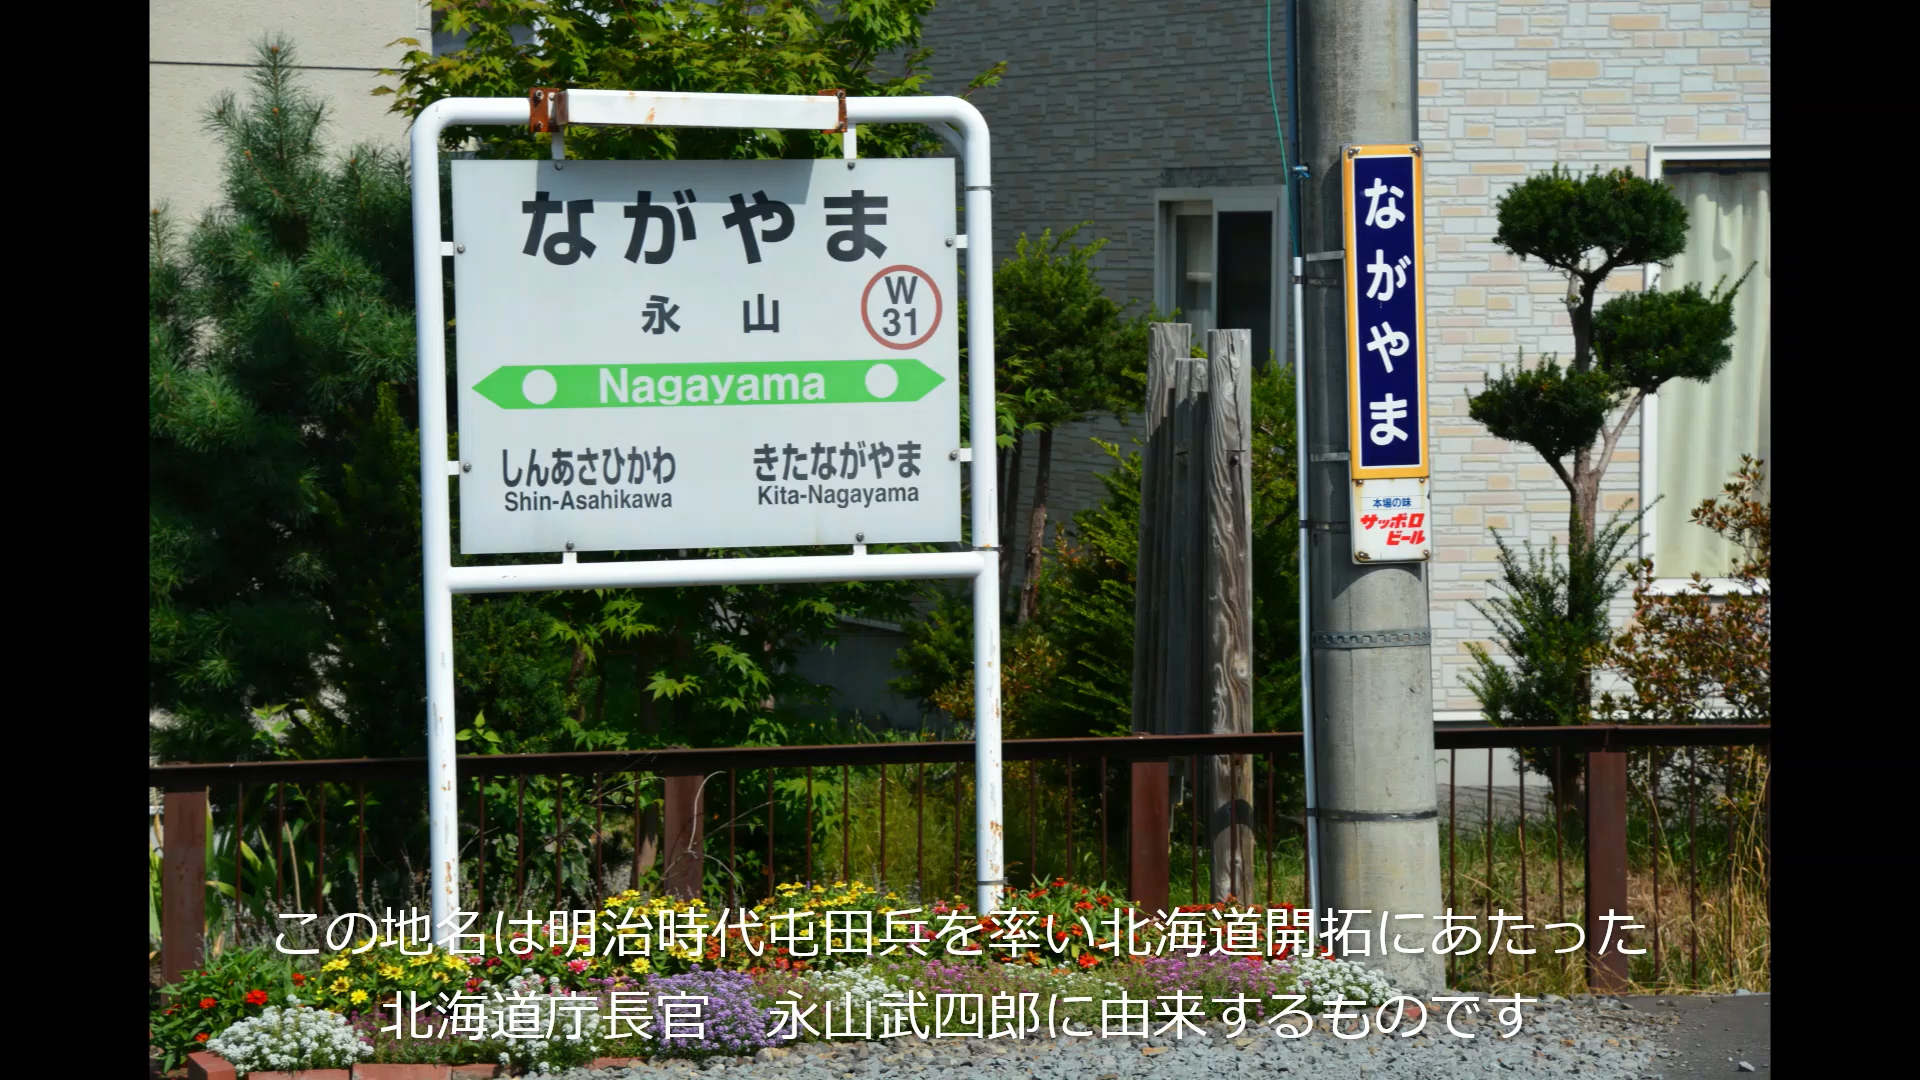 ながやま
永山
W
31
Nagayama
しんあさひかわ
Shin-Asahikawa
きたながやま
Kita-Nagayama
ながやま
本場の味
サッポロ
ビール
この地名は明治時代屯田兵を率い北海道開拓にあたった
北海道庁長官　永山武四郎に由来するものです